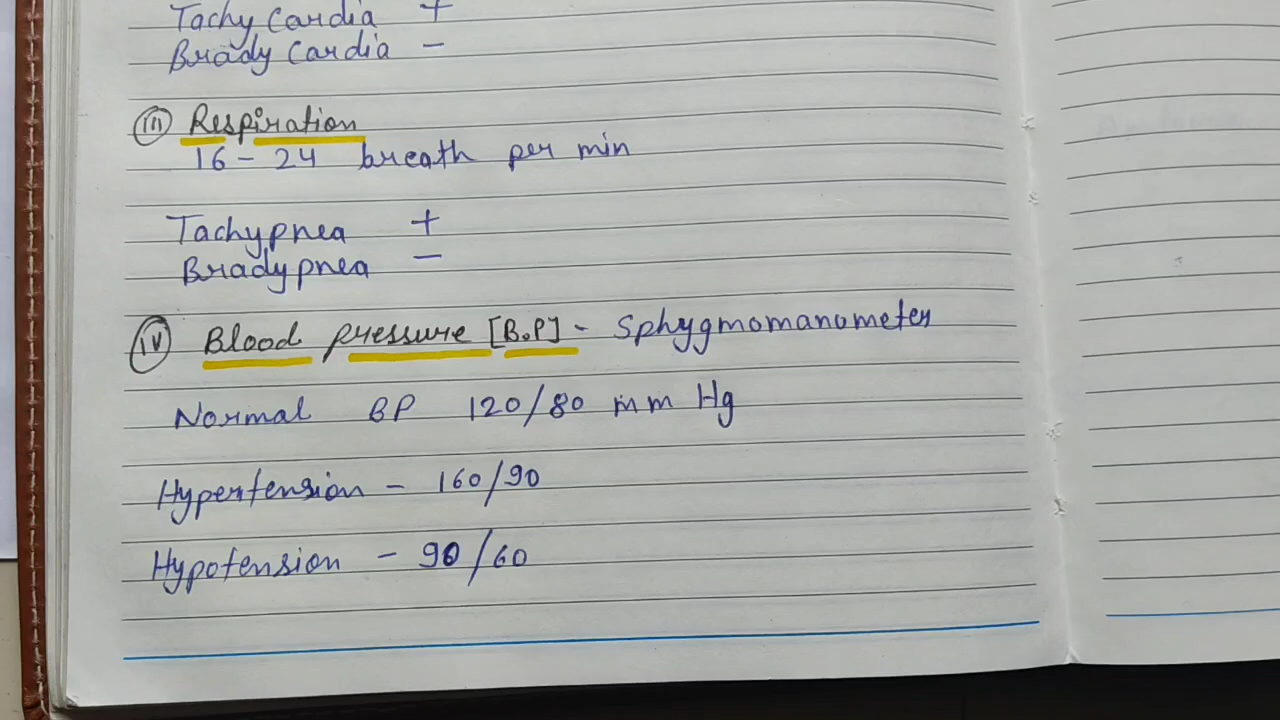 Tachy Cardia +
Brady Cardia -
(iii) Respiration
16 - 24 breath per min
Tachypnea +
Bradypnea -
(iv) Blood pressure [B.P] - Sphygmomanometer
Normal BP 120/80 mm Hg
Hypertension - 160/90
Hypotension - 90/60